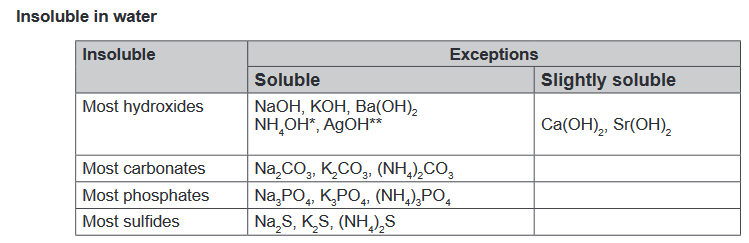 Insoluble in water
Insoluble Exceptions
Soluble Slightly soluble
Most hydroxides NaOH, KOH, Ba(OH)₂
NH₄OH*, AgOH** Ca(OH)₂, Sr(OH)₂
Most carbonates Na₂CO₃, K₂CO₃, (NH₄)₂CO₃
Most phosphates Na₃PO₄, K₃PO₄, (NH₄)₃PO₄
Most sulfides Na₂S, K₂S, (NH₄)₂S